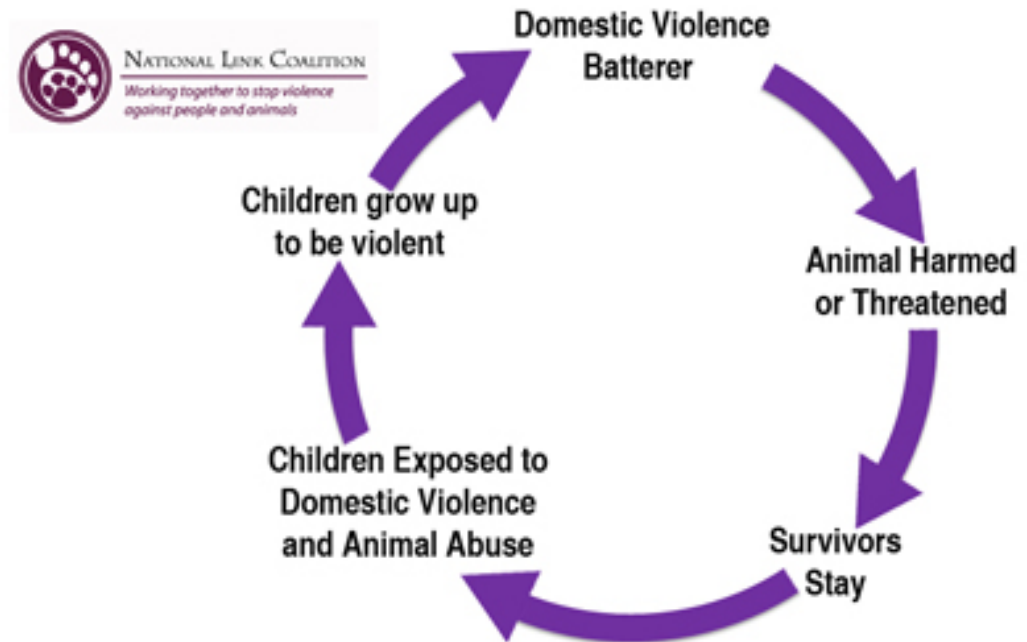 NATIONAL LINK COALITION
Working together to stop violence
against people and animals
Domestic Violence
Batterer
Animal Harmed
or Threatened
Survivors
Stay
Children Exposed to
Domestic Violence
and Animal Abuse
Children grow up
to be violent